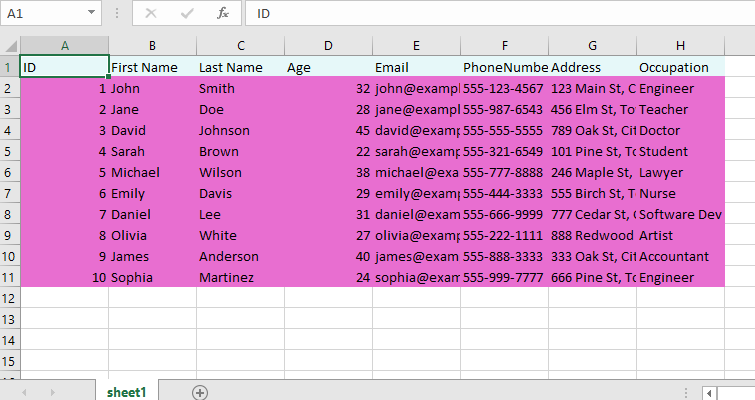 A1 fx ID
A B C D E F G H
1 ID First Name Last Name Age Email PhoneNumbe Address Occupation
2 1 John Smith 32 john@exampl 555-123-4567 123 Main St, C Engineer
3 2 Jane Doe 28 jane@exampl 555-987-6543 456 Elm St, To Teacher
4 3 David Johnson 45 david@examp 555-555-5555 789 Oak St, Cit Doctor
5 4 Sarah Brown 22 sarah@examp 555-321-6549 101 Pine St, To Student
6 5 Michael Wilson 38 michael@exa 555-777-8888 246 Maple St, Lawyer
7 6 Emily Davis 29 emily@examp 555-444-3333 555 Birch St, T Nurse
8 7 Daniel Lee 31 daniel@exam 555-666-9999 777 Cedar St, Software Dev
9 8 Olivia White 27 olivia@examp 555-222-1111 888 Redwood Artist
10 9 James Anderson 40 james@exam 555-888-3333 333 Oak St, Cit Accountant
11 10 Sophia Martinez 24 sophia@exam 555-999-7777 666 Pine St, To Engineer
12
13
14
15
sheet1